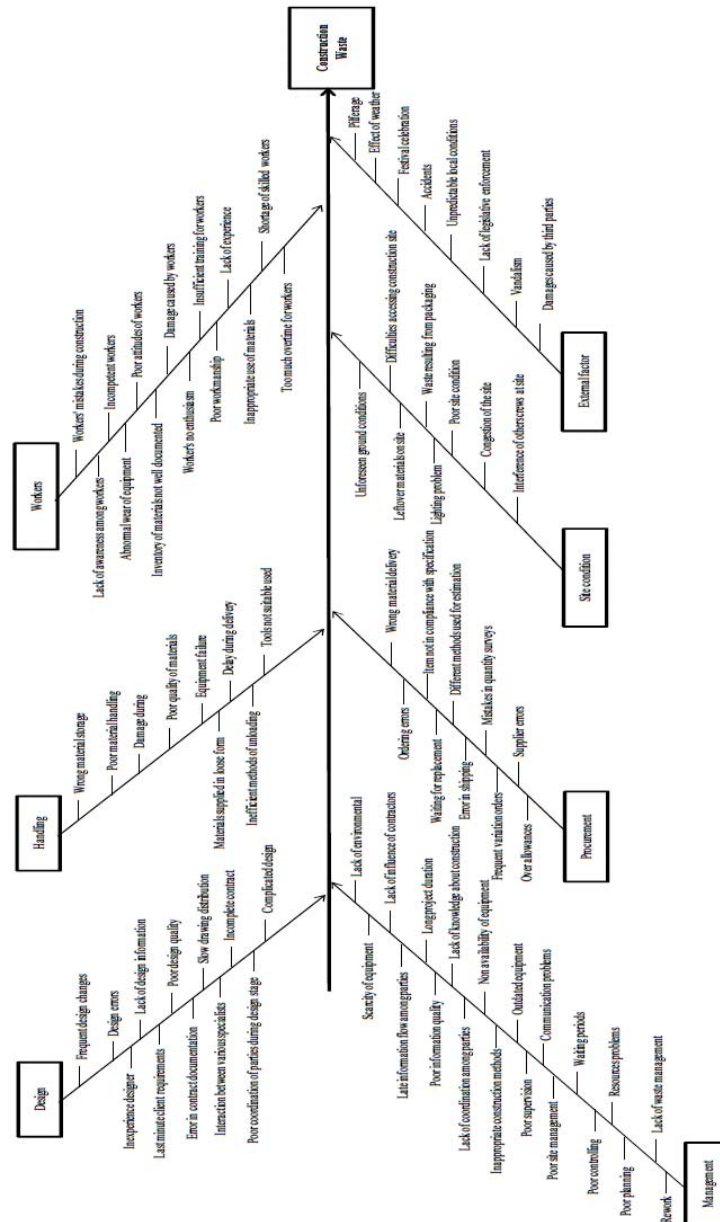 Design
Frequent design changes
Design errors
Inexperience designer
Lack of design information
Last minute client requirements
Poor design quality
Error in contract documentation
Slow drawing distribution
Interaction between various specialists
Incomplete contract
Poor coordination of parties during design stage
Complicated design
Handling
Wrong material storage
Poor material handling
Damage during
Poor quality of materials
Equipment failure
Materials supplied in loose form
Delay during delivery
Inefficient methods of unloading
Tools not suitable used
Workers
Workers' mistakes during construction
Lack of awareness among workers
Incompetent workers
Abnormal wear of equipment
Poor attitudes of workers
Inventory of materials not well documented
Damage caused by workers
Worker's no enthusiasm
Insufficient training for workers
Poor workmanship
Lack of experience
Inappropriate use of materials
Shortage of skilled workers
Too much overtime for workers
Construction
Waste
Lack of environmental
Scarcity of equipment
Lack of influence of contractors
Late information flow among parties
Long project duration
Poor information quality
Lack of knowledge about construction
Lack of coordination among parties
Non availability of equipment
Inappropriate construction methods
Outdated equipment
Poor supervision
Communication problems
Poor site management
Waiting periods
Poor controlling
Resources problems
Poor planning
Lack of waste management
Rework
Management
Wrong material delivery
Ordering errors
Item not in compliance with specification
Waiting for replacement
Different methods used for estimation
Error in shipping
Mistakes in quantity surveys
Frequent variation orders
Supplier errors
Over allowances
Procurement
Unforeseen ground conditions
Difficulties accessing construction site
Leftover materials on site
Waste resulting from packaging
Lighting problem
Poor site condition
Congestion of the site
Interference of others crews at site
Site condition
Pilferage
Effect of weather
Festival celebration
Accidents
Unpredictable local conditions
Lack of legislative enforcement
Vandalism
Damages caused by third parties
External factor